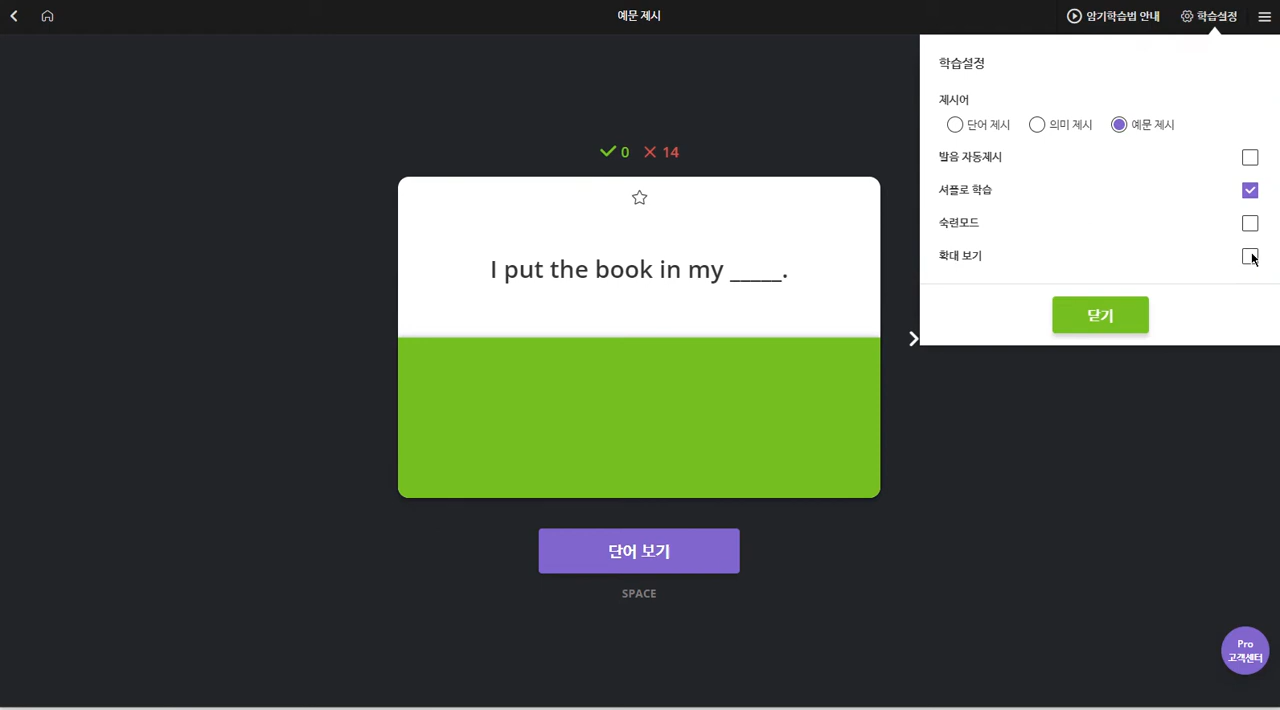 예문 제시
암기학습법 안내
학습설정
학습설정
제시어
단어 제시
의미 제시
예문 제시
발음 자동제시
셔플로 학습
숙련모드
확대 보기
닫기
0
14
I put the book in my _____.
단어 보기
SPACE
Pro
고객센터